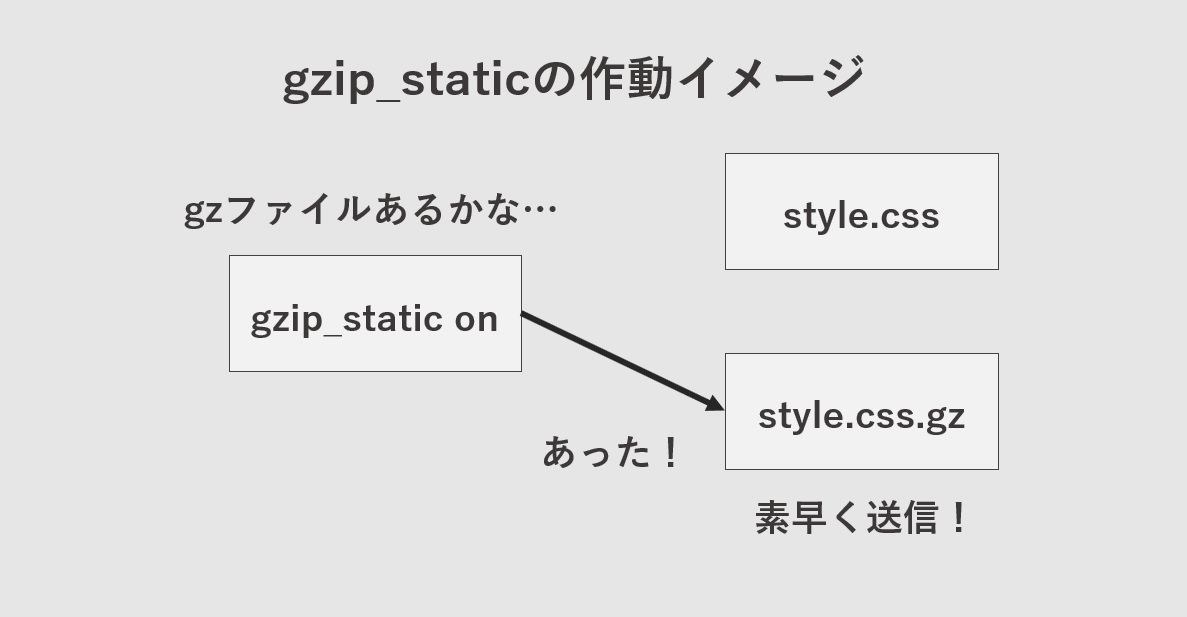 gzip_staticの作動イメージ
gzファイルあるかな…
gzip_static on
style.css
あった！
style.css.gz
素早く送信！